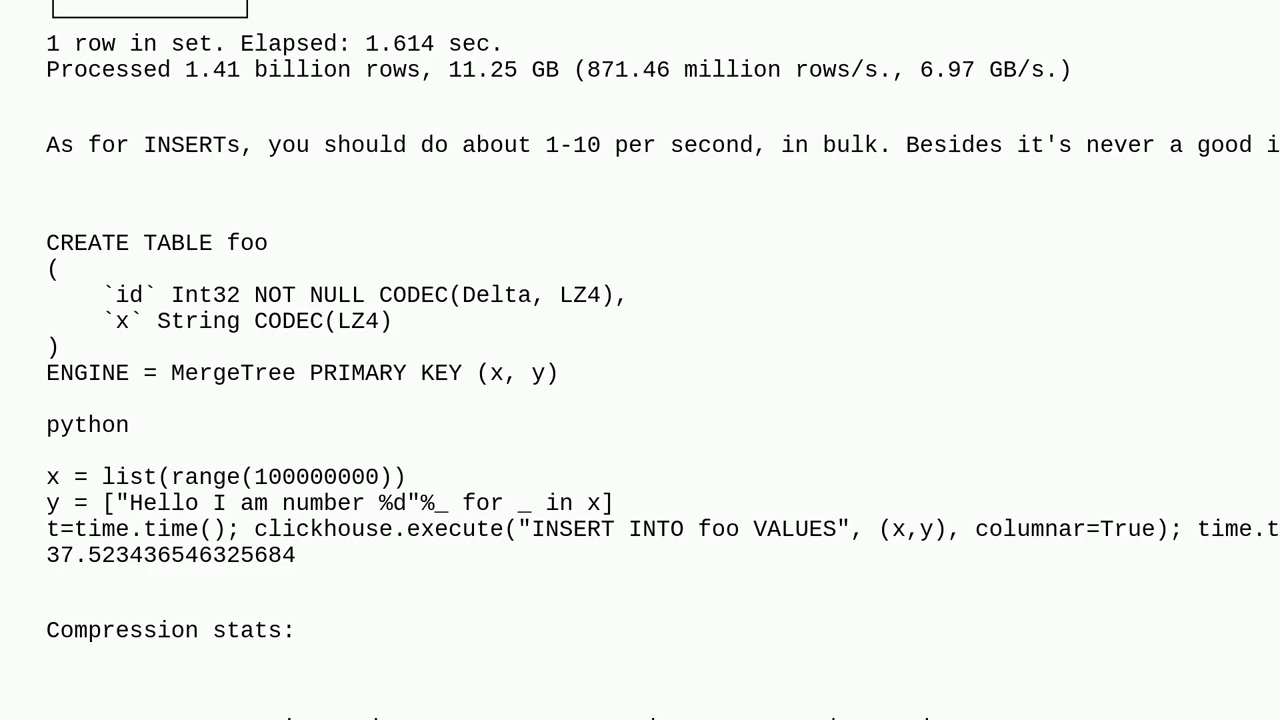 1 row in set. Elapsed: 1.614 sec.
Processed 1.41 billion rows, 11.25 GB (871.46 million rows/s., 6.97 GB/s.)
As for INSERTs, you should do about 1-10 per second, in bulk. Besides it's never a good i
CREATE TABLE foo
(
    `id` Int32 NOT NULL CODEC(Delta, LZ4),
    `x` String CODEC(LZ4)
)
ENGINE = MergeTree PRIMARY KEY (x, y)
python
x = list(range(100000000))
y = ["Hello I am number %d"%_ for _ in x]
t=time.time(); clickhouse.execute("INSERT INTO foo VALUES", (x,y), columnar=True); time.t
37.523436546325684
Compression stats: